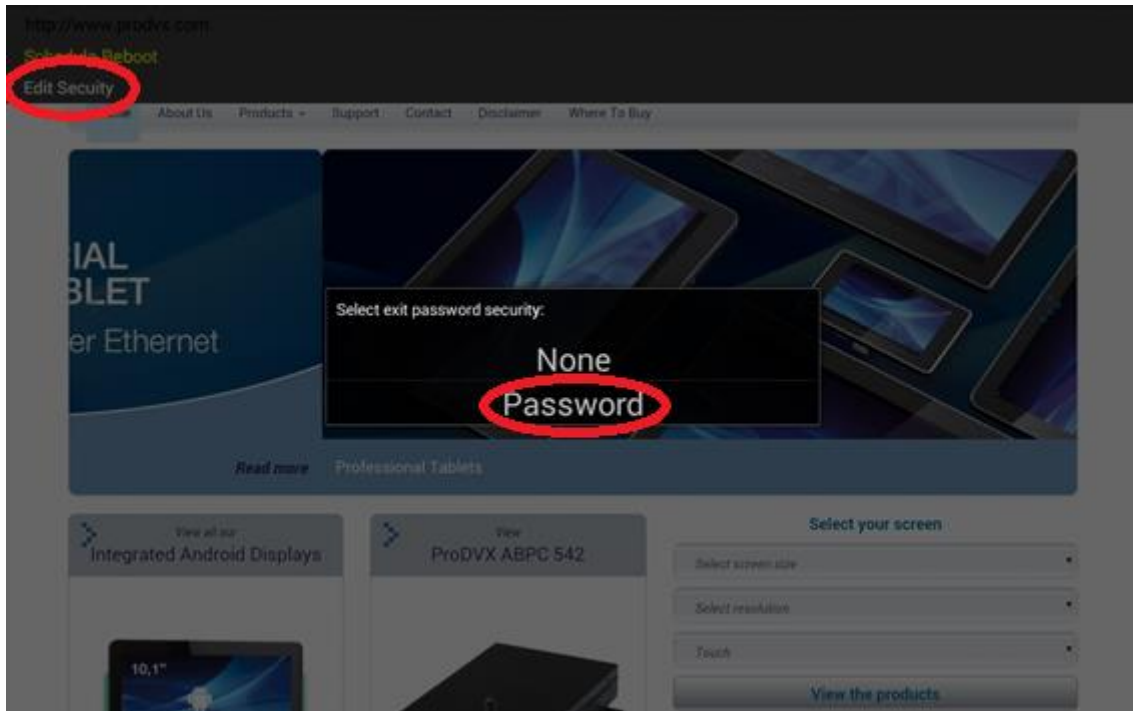 http://www.prodvx.com
Schedule Reboot
Edit Secuity
About Us Products Support Contact Disclaimer Where To Buy
IAL
BLET
er Ethernet
Select exit password security:
None
Password
Read more Professional Tablets
View all our
Integrated Android Displays
View
ProDVX ABPC 542
Select your screen
Select screen size
Select resolution
Touch
View the products
10,1"